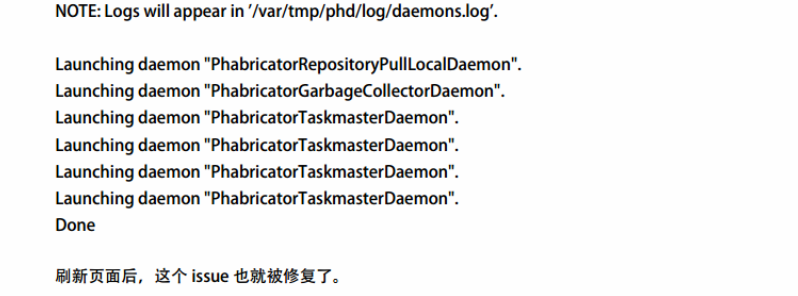 NOTE: Logs will appear in ‘/var/tmp/phd/log/daemons.log’.
Launching daemon "PhabricatorRepositoryPullLocalDaemon".
Launching daemon "PhabricatorGarbageCollectorDaemon".
Launching daemon "PhabricatorTaskmasterDaemon".
Launching daemon "PhabricatorTaskmasterDaemon".
Launching daemon "PhabricatorTaskmasterDaemon".
Launching daemon "PhabricatorTaskmasterDaemon".
Done
刷新页面后，这个 issue 也就被修复了。